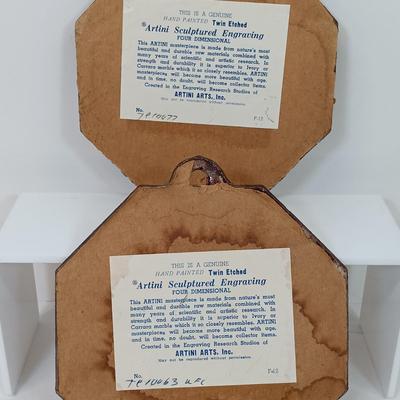 THIS IS A GENUINE
HAND PAINTED Twin Etched
®Artini Sculptured Engraving
FOUR DIMENSIONAL
This ARTINI masterpiece is made from nature's most
beautiful and durable raw materials combined with
many years of scientific and artistic research. In
strength and durability it is superior to Ivory or
Carrara marble which it so closely resembles. ARTINI
masterpieces will become more beautiful with age,
and in time, no doubt, will become collector items.
Created in the Engraving Research Studios of
ARTINI ARTS, Inc.
May not be reproduced without permission.
No.
F-12
THIS IS A GENUINE
HAND PAINTED Twin Etched
®Artini Sculptured Engraving
FOUR DIMENSIONAL
This ARTINI masterpiece is made from nature's most
beautiful and durable raw materials combined with
many years of scientific and artistic research. In
strength and durability it is superior to Ivory or
Carrara marble which it so closely resembles. ARTINI
masterpieces will become more beautiful with age,
and in time, no doubt, will become collector items.
Created in the Engraving Research Studios of
ARTINI ARTS, Inc.
May not be reproduced without permission.
No.
F-12